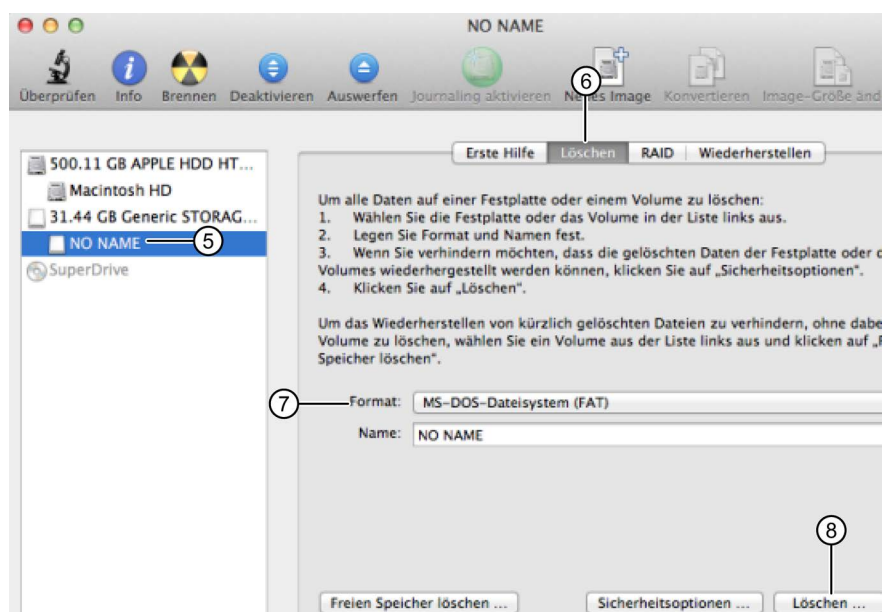 NO NAME
Überprüfen Info Brennen Deaktivieren Auswerfen Journaling aktivieren Neues Image Konvertieren Image-Größe änd
6
Erste Hilfe Löschen RAID Wiederherstellen
500.11 GB APPLE HDD HT...
Macintosh HD
31.44 GB Generic STORAG...
NO NAME 5
SuperDrive
Um alle Daten auf einer Festplatte oder einem Volume zu löschen:
1. Wählen Sie die Festplatte oder das Volume in der Liste links aus.
2. Legen Sie Format und Namen fest.
3. Wenn Sie verhindern möchten, dass die gelöschten Daten der Festplatte oder d
Volumes wiederhergestellt werden können, klicken Sie auf „Sicherheitsoptionen“.
4. Klicken Sie auf „Löschen“.
Um das Wiederherstellen von kürzlich gelöschten Dateien zu verhindern, ohne dabe
Volume zu löschen, wählen Sie ein Volume aus der Liste links aus und klicken auf „F
Speicher löschen“.
7 Format: MS-DOS-Dateisystem (FAT)
Name: NO NAME
8
Freien Speicher löschen ... Sicherheitsoptionen ... Löschen ...